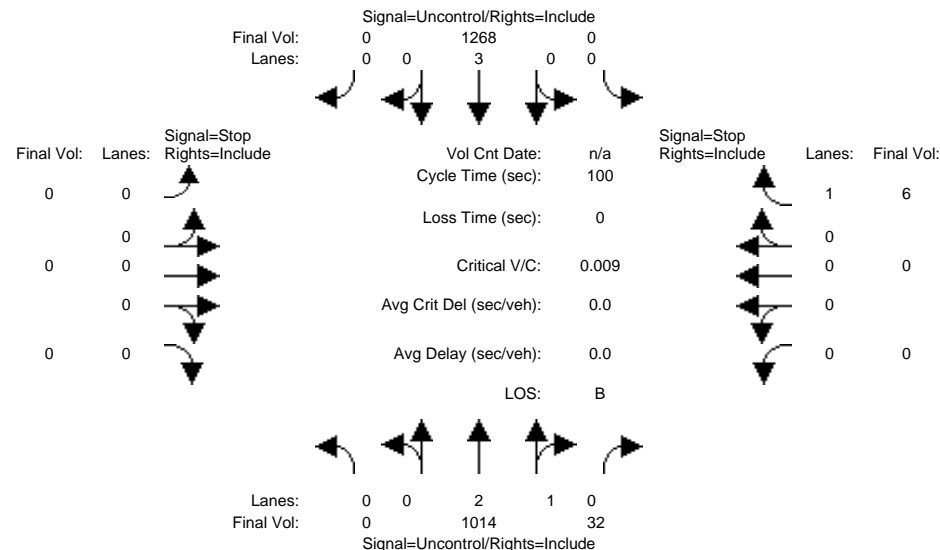 Signal=Uncontrol/Rights=Include
Final Vol: 0 1268 0
Lanes: 0 0 3 0 0
Signal=Stop
Final Vol: Lanes: Rights=Include
Vol Cnt Date: n/a
Signal=Stop
Rights=Include Lanes: Final Vol:
Cycle Time (sec): 100
0 0
1 6
Loss Time (sec): 0
0
0
0 0
Critical V/C: 0.009
0 0
0
Avg Crit Del (sec/veh): 0.0
0
0 0
Avg Delay (sec/veh): 0.0
0 0
LOS: B
Lanes: 0 0 2 1 0
Final Vol: 0 1014 32
Signal=Uncontrol/Rights=Include